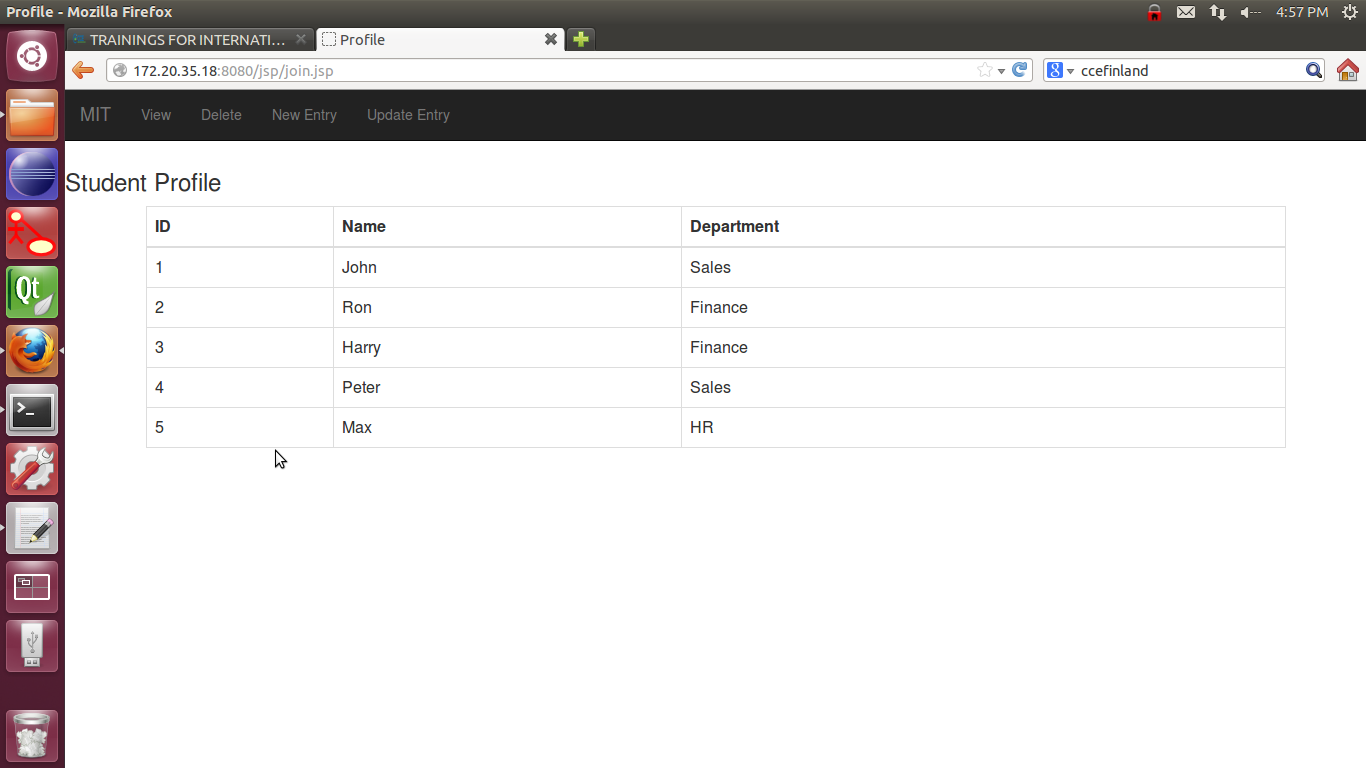 Profile - Mozilla Firefox
4:57 PM
TRAININGS FOR INTERNATI...
Profile
172.20.35.18:8080/jsp/join.jsp
8
ccefinland
MIT View Delete New Entry Update Entry
Student Profile
ID Name Department
1 John Sales
2 Ron Finance
3 Harry Finance
4 Peter Sales
5 Max HR
Qt
>_